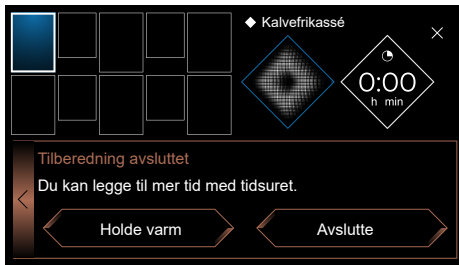 Kalvefrikassé
0:00
h min
Tilberedning avsluttet
Du kan legge til mer tid med tidsuret.
Holde varm
Avslutte